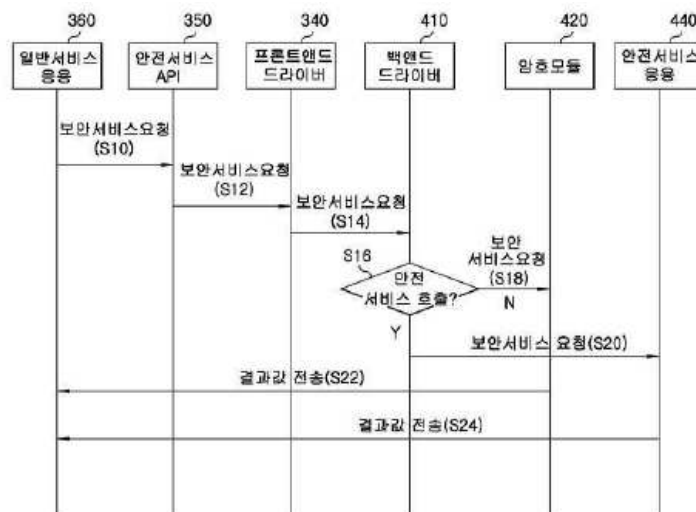 360
350
340
410
420
440
일반서비스
응용
안전서비스
API
프론트앤드
드라이버
백앤드
드라이버
암호모듈
안전서비스
응용
보안서비스요청
(S10)
보안서비스요청
(S12)
보안서비스요청
(S14)
S16
안전
서비스 호출?
보안
서비스요청
(S18)
N
Y
보안서비스 요청(S20)
결과값 전송(S22)
결과값 전송(S24)